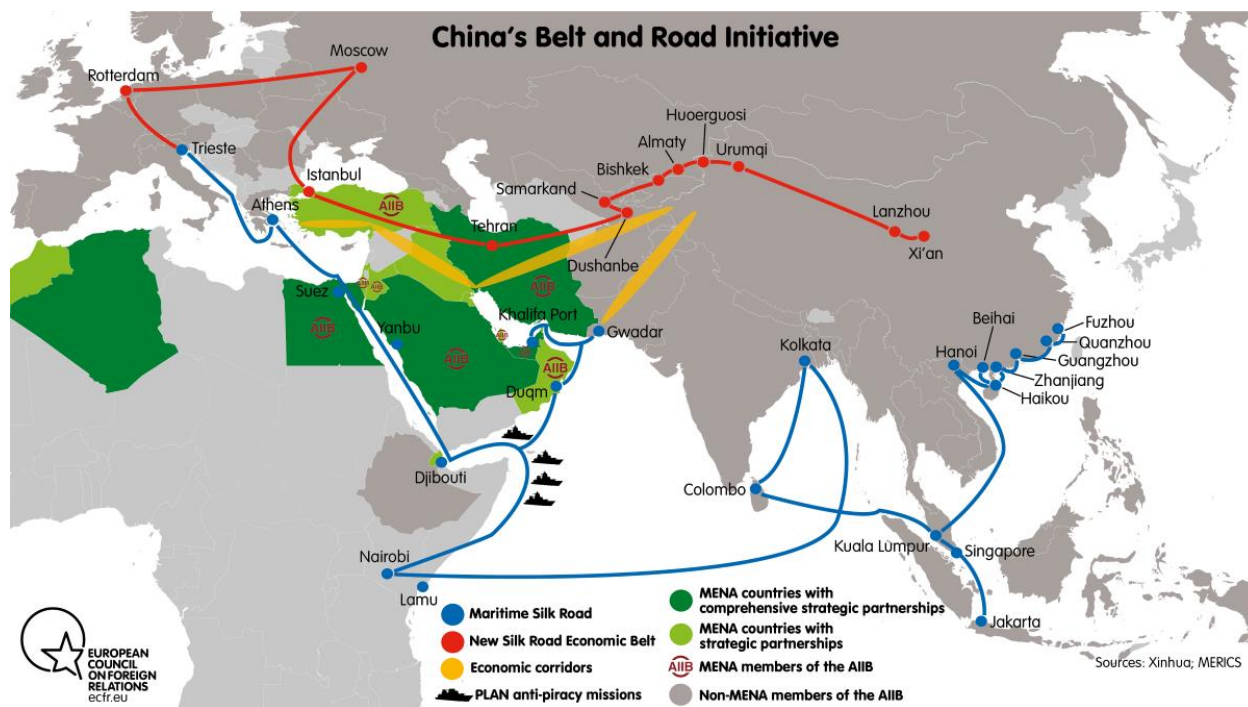 China's Belt and Road Initiative
Moscow
Rotterdam
Trieste
Istanbul
Athens
Huoerguosi
Almaty
Urumqi
Bishkek
Samarkand
Lanzhou
Xi'an
Tehran
Dushanbe
AIIB
AIIB
AIIB
AIIB
AIIB
AIIB
AIIB
AIIB
AIIB
Suez
Yanbu
Khalifa Port
Gwadar
Duqm
Kolkata
Beihai
Fuzhou
Hanoi
Quanzhou
Guangzhou
Zhanjiang
Haikou
Djibouti
Colombo
Kuala Lumpur
Singapore
Nairobi
Lamu
Jakarta
Maritime Silk Road
New Silk Road Economic Belt
Economic corridors
PLAN anti-piracy missions
MENA countries with
comprehensive strategic partnerships
MENA countries with
strategic partnerships
AIIB
MENA members of the AIIB
Non-MENA members of the AIIB
EUROPEAN
COUNCIL
ON FOREIGN
RELATIONS
ecfr.eu
Sources: Xinhua; MERICS